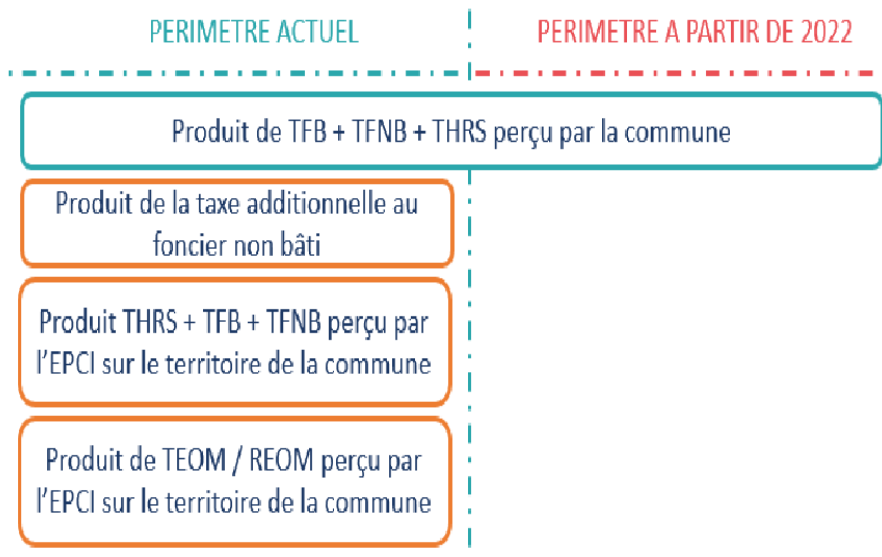 PERIMETRE ACTUEL
PERIMETRE A PARTIR DE 2022
Produit de TFB + TFNB + THRS perçu par la commune
Produit de la taxe additionnelle au
foncier non bâti
Produit THRS + TFB + TFNB perçu par
l'EPCI sur le territoire de la commune
Produit de TEOM / REOM perçu par
l'EPCI sur le territoire de la commune